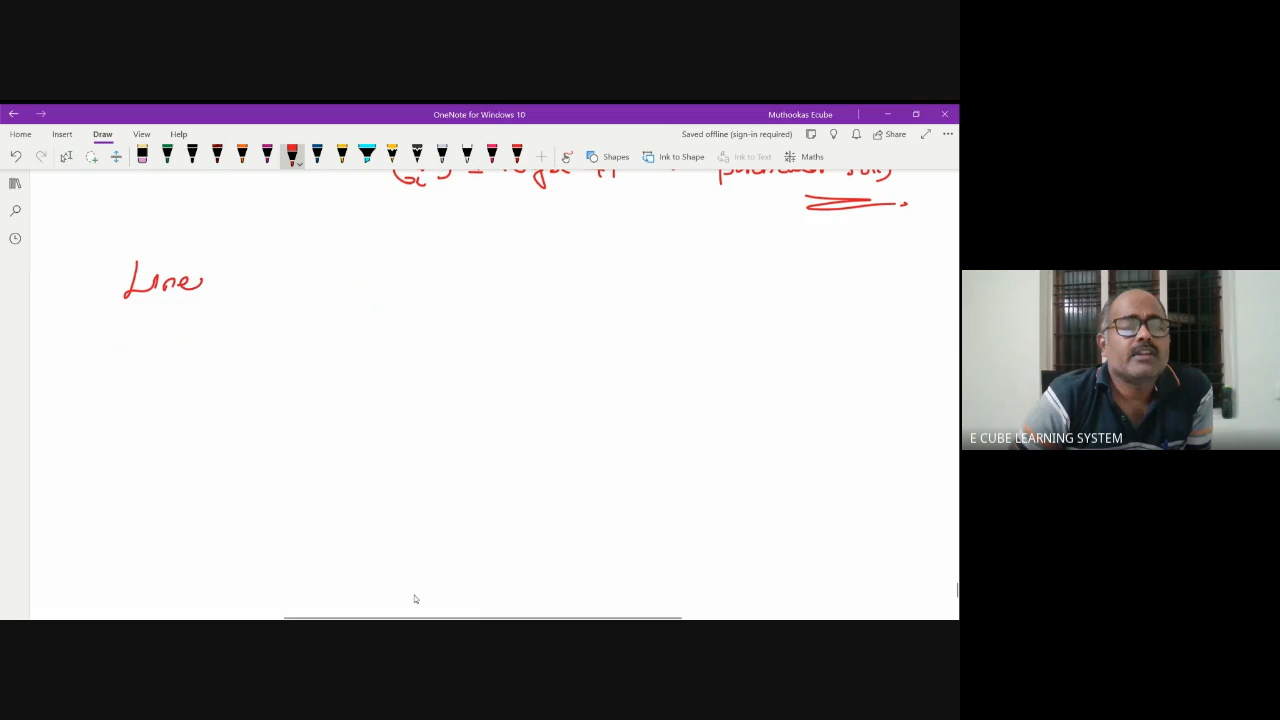 OneNote for Windows 10
Muthookas Ecube
Home Insert Draw View Help
Saved offline (sign-in required)
Share
Shapes
Ink to Shape
Ink to Text
Maths
Line
E CUBE LEARNING SYSTEM